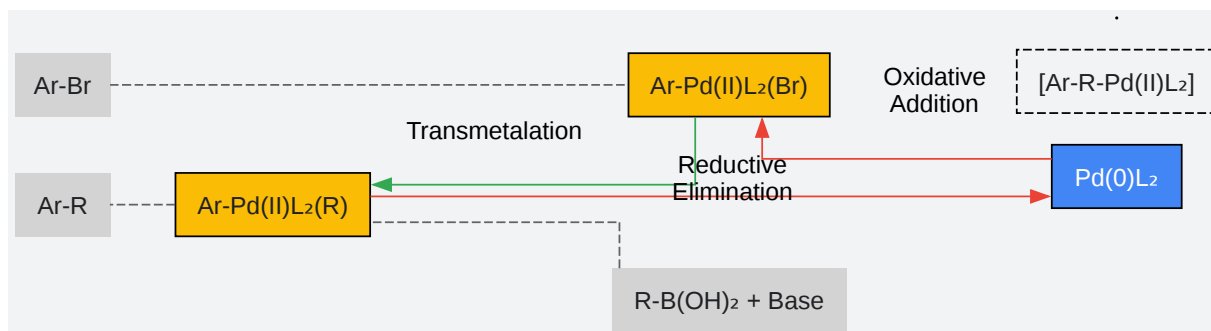 Ar-Br
Ar-Pd(II)L₂(Br)
Oxidative
Addition
[Ar-R-Pd(II)L₂]
Transmetalation
Reductive
Elimination
Pd(0)L₂
Ar-R
Ar-Pd(II)L₂(R)
R-B(OH)₂ + Base